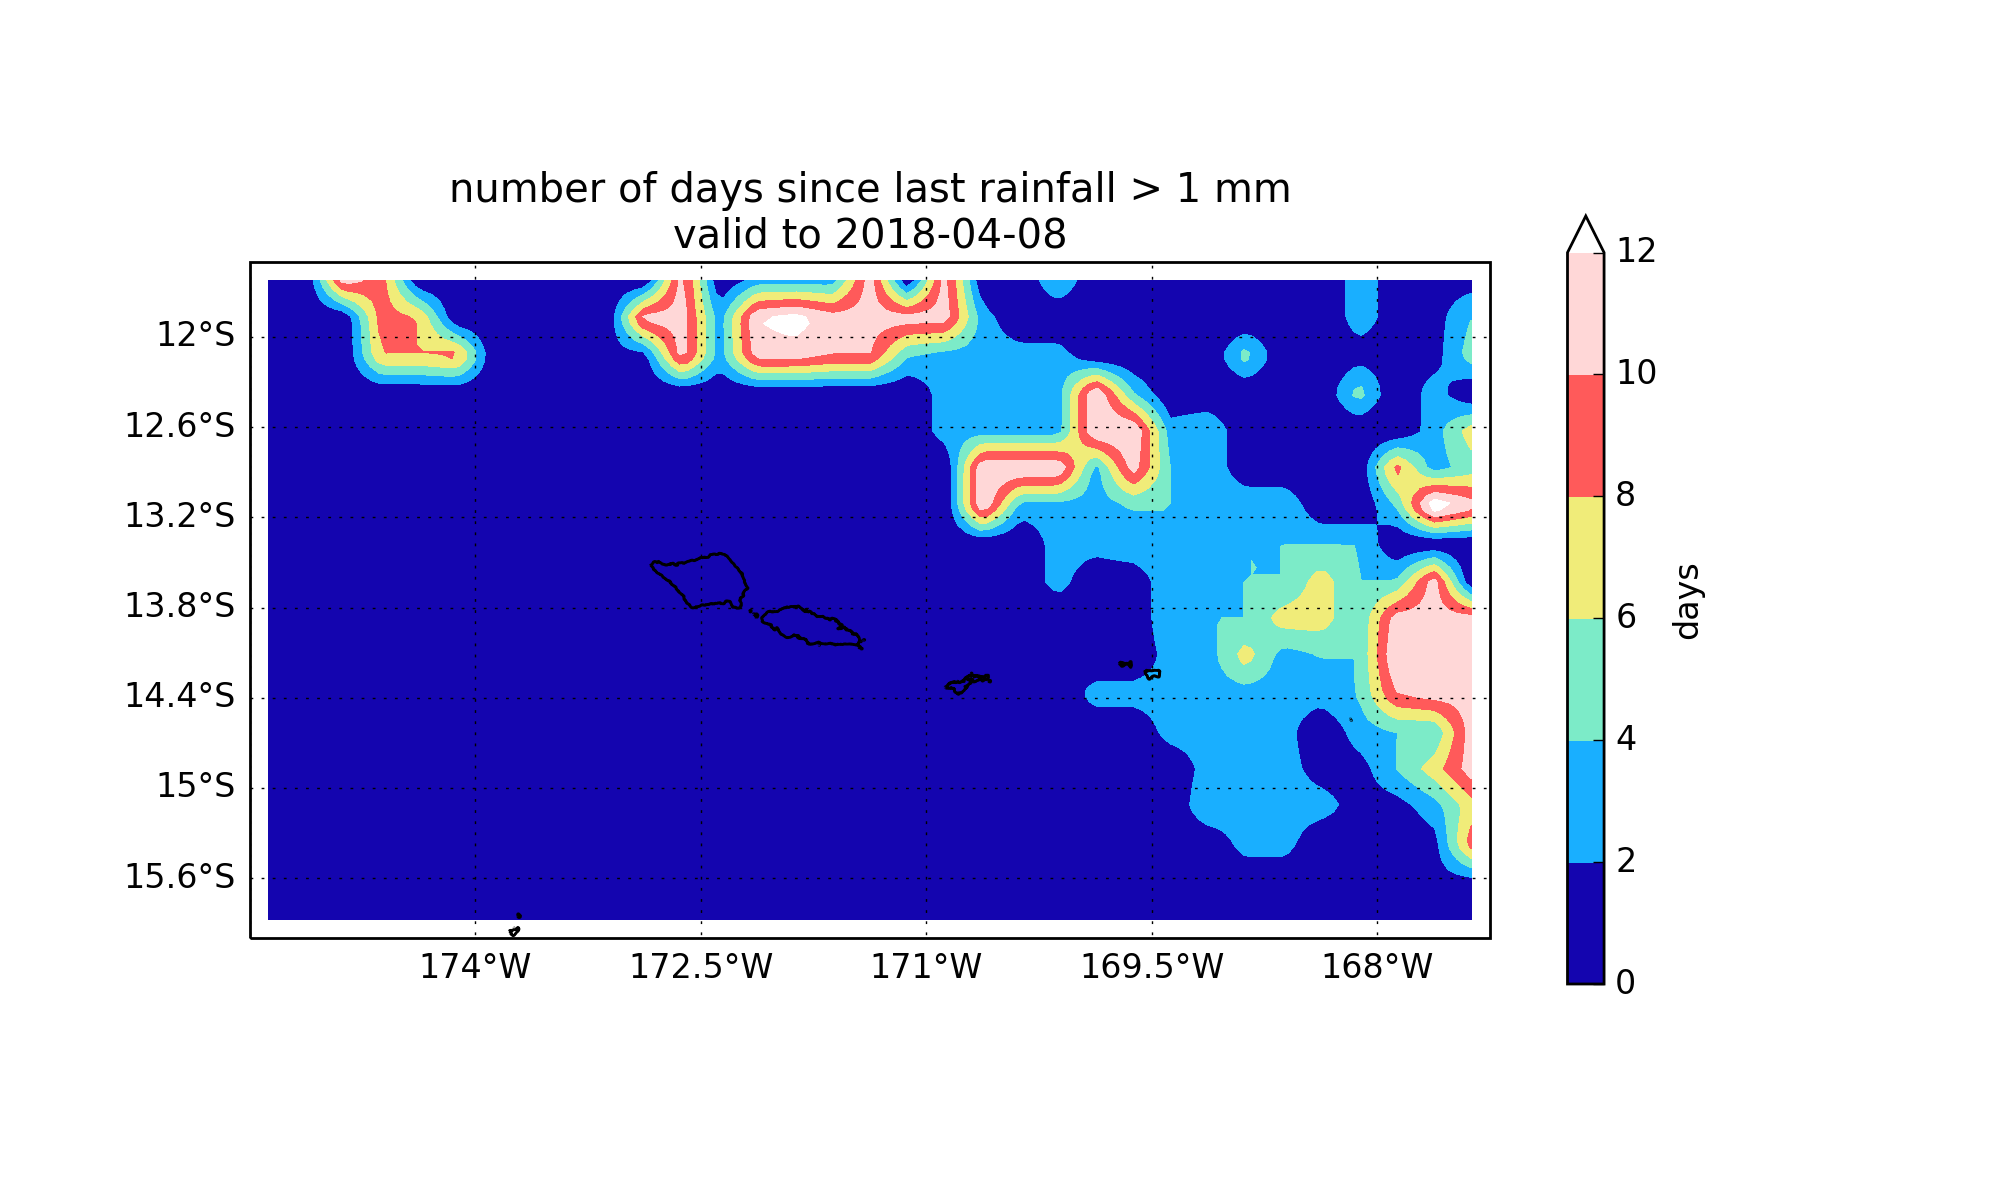 number of days since last rainfall > 1 mm
valid to 2018-04-08
12°S
12.6°S
13.2°S
13.8°S
14.4°S
15°S
15.6°S
174°W
172.5°W
171°W
169.5°W
168°W
12
10
8
6
4
2
0
days